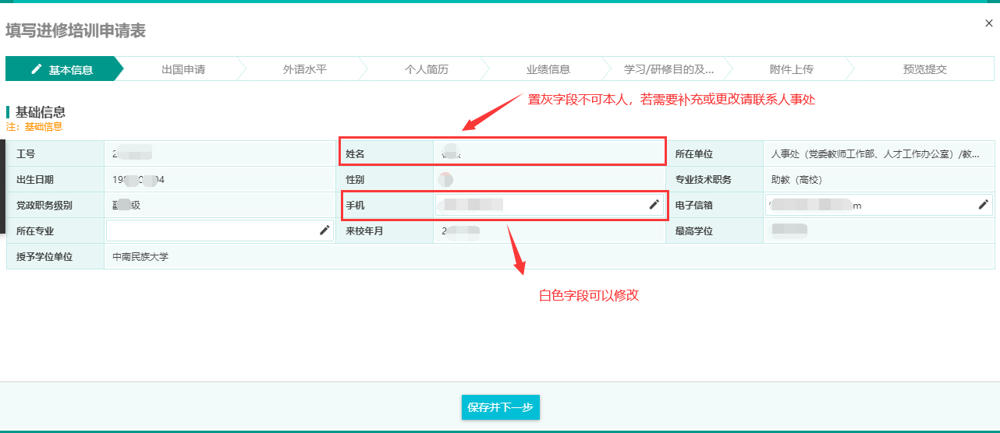 填写进修培训申请表
×
基本信息 出国申请 外语水平 个人简历 业绩信息 学习/研修目的及... 附件上传 预览提交
置灰字段不可本人，若需要补充或更改请联系人事处
基础信息
注：基础信息
工号 2 姓名 所在单位 人事处（党委教师工作部、人才工作办公室）/教...
出生日期 19 04 性别 专业技术职务 助教（高校）
党政职务级别 级 手机 电子信箱 m
所在专业 来校年月 2 最高学位
授予学位单位 中南民族大学
白色字段可以修改
保存并下一步